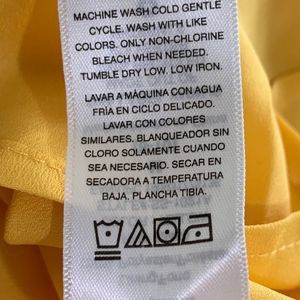 MACHINE WASH COLD GENTLE
CYCLE. WASH WITH LIKE
COLORS. ONLY NON-CHLORINE
BLEACH WHEN NEEDED.
TUMBLE DRY LOW. LOW IRON.
LAVAR A MÁQUINA CON AGUA
FRÍA EN CICLO DELICADO.
LAVAR CON COLORES
SIMILARES. BLANQUEADOR SIN
CLORO SOLAMENTE CUANDO
SEA NECESARIO. SECAR EN
SECADORA A TEMPERATURA
BAJA. PLANCHA TIBIA.